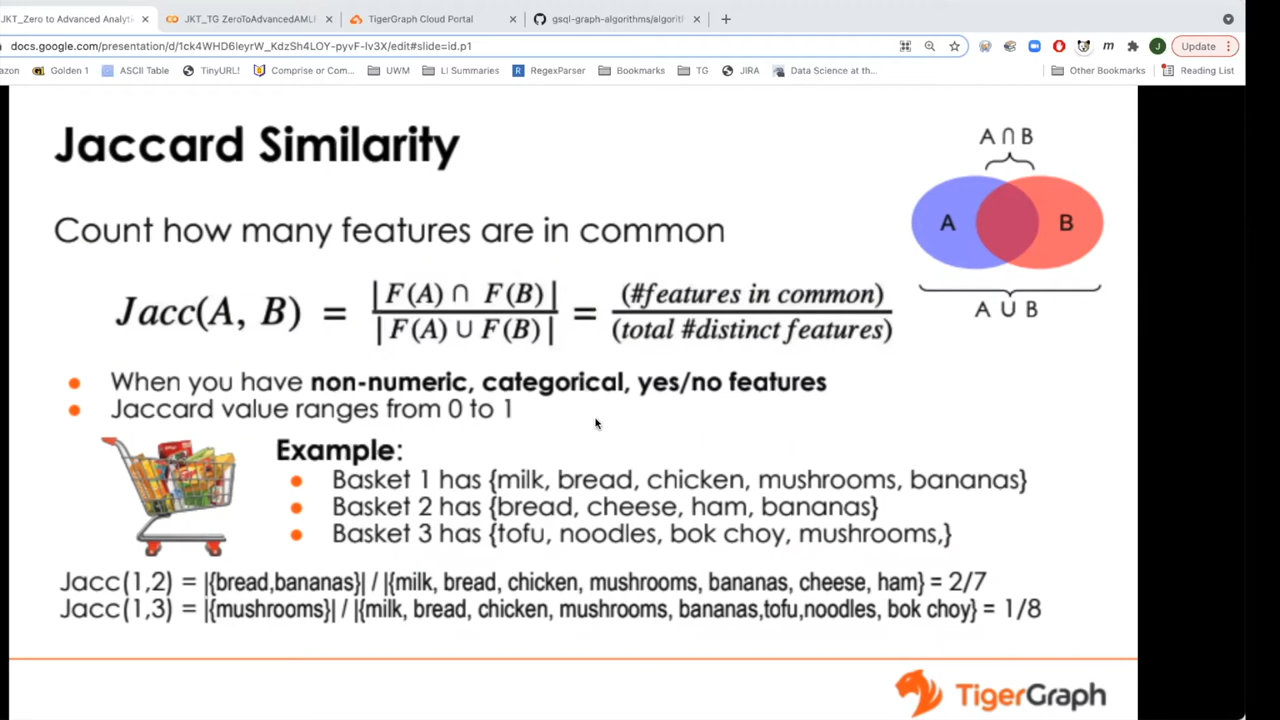 JKT_Zero to Advanced Analyti
JKT_TG ZeroToAdvancedAMLF
TigerGraph Cloud Portal
gsql-graph-algorithms/algorith
docs.google.com/presentation/d/1ck4WHD6IeyrW_KdzSh4LOY-pyvF-Iv3X/edit#slide=id.p1
m
J
Update
azon
Golden 1
ASCII Table
TinyURL!
Comprise or Com...
UWM
LI Summaries
R
RegexParser
Bookmarks
TG
JIRA
Data Science at th...
Other Bookmarks
Reading List
Jaccard Similarity
A ∩ B
A
B
A ∪ B
Count how many features are in common
Jacc(A, B) = |F(A) ∩ F(B)| / |F(A) ∪ F(B)| = (#features in common) / (total #distinct features)
When you have non-numeric, categorical, yes/no features
Jaccard value ranges from 0 to 1
Example:
Basket 1 has {milk, bread, chicken, mushrooms, bananas}
Basket 2 has {bread, cheese, ham, bananas}
Basket 3 has {tofu, noodles, bok choy, mushrooms,}
Jacc(1,2) = |{bread,bananas}| / |{milk, bread, chicken, mushrooms, bananas, cheese, ham} = 2/7
Jacc(1,3) = |{mushrooms}| / |{milk, bread, chicken, mushrooms, bananas,tofu,noodles, bok choy} = 1/8
TigerGraph